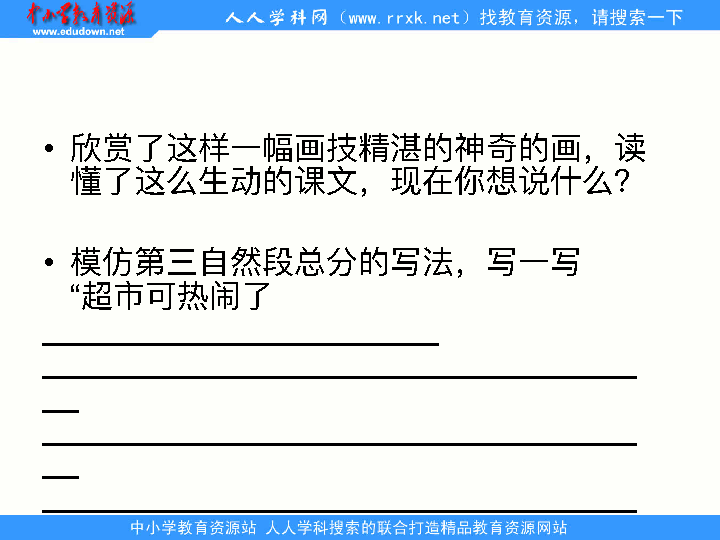 中小学教育资源
www.edudown.net
人人学科网（www.rrxk.net）找教育资源，请搜索一下
• 欣赏了这样一幅画技精湛的神奇的画，读
懂了这么生动的课文，现在你想说什么？
• 模仿第三自然段总分的写法，写一写
“超市可热闹了
中小学教育资源站 人人学科搜索的联合打造精品教育资源网站